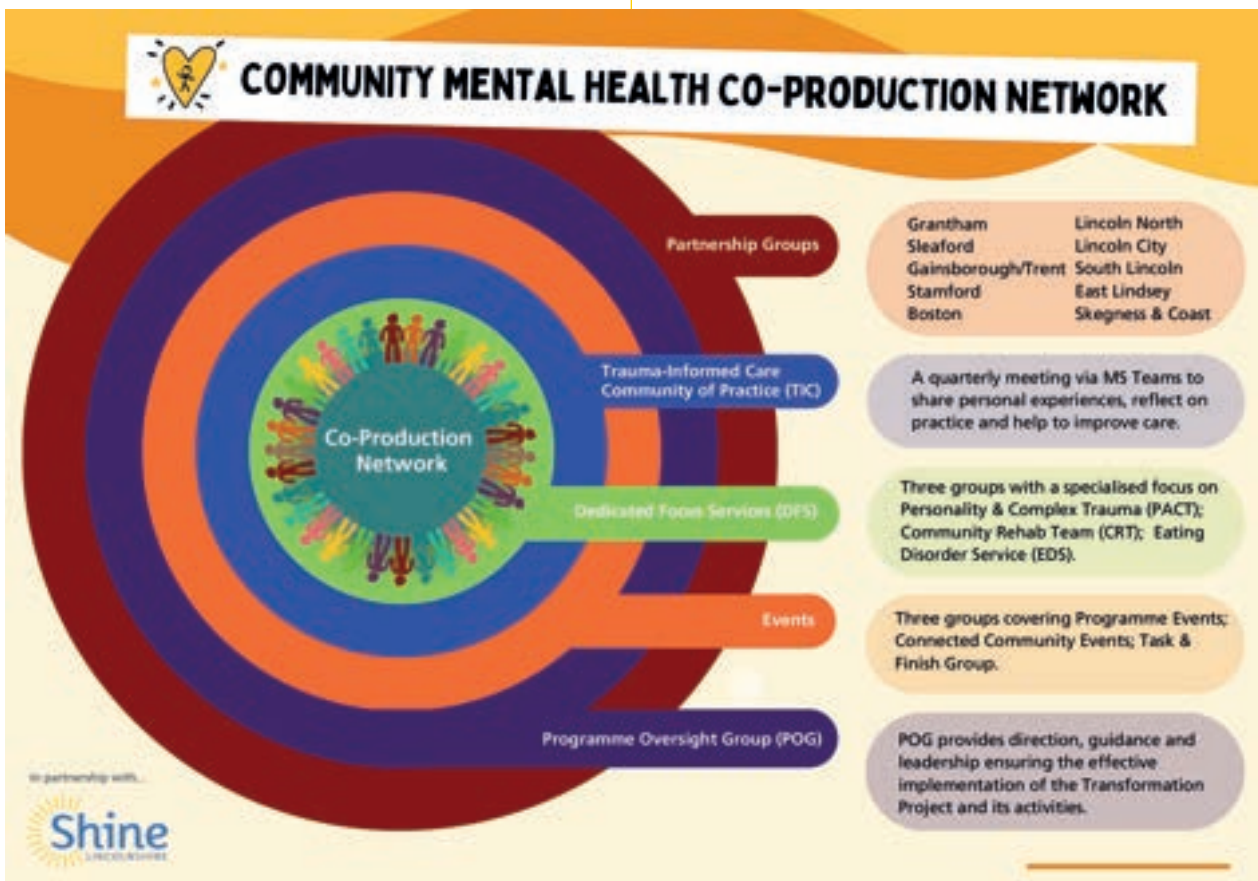 COMMUNITY MENTAL HEALTH CO-PRODUCTION NETWORK
Partnership Groups
Grantham
Sleaford
Gainsborough/Trent
Stamford
Boston
Lincoln North
Lincoln City
South Lincoln
East Lindsey
Skegness & Coast
Trauma-Informed Care
Community of Practice (TIC)
A quarterly meeting via MS Teams to
share personal experiences, reflect on
practice and help to improve care.
Co-Production
Network
Dedicated Focus Services (DFS)
Three groups with a specialised focus on
Personality & Complex Trauma (PACT);
Community Rehab Team (CRT); Eating
Disorder Service (EDS).
Events
Three groups covering Programme Events;
Connected Community Events; Task &
Finish Group.
Programme Oversight Group (POG)
POG provides direction, guidance and
leadership ensuring the effective
implementation of the Transformation
Project and its activities.
In partnership with...
Shine
LINCOLNSHIRE